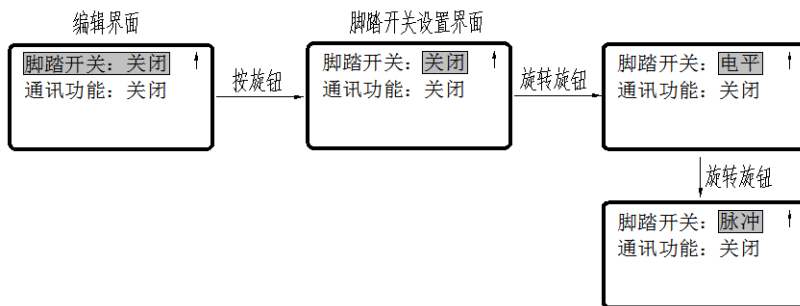 编辑界面
脚踏开关：关闭
通讯功能：关闭
按旋钮
脚踏开关设置界面
脚踏开关：关闭
通讯功能：关闭
旋转旋钮
脚踏开关：电平
通讯功能：关闭
旋转旋钮
脚踏开关：脉冲
通讯功能：关闭